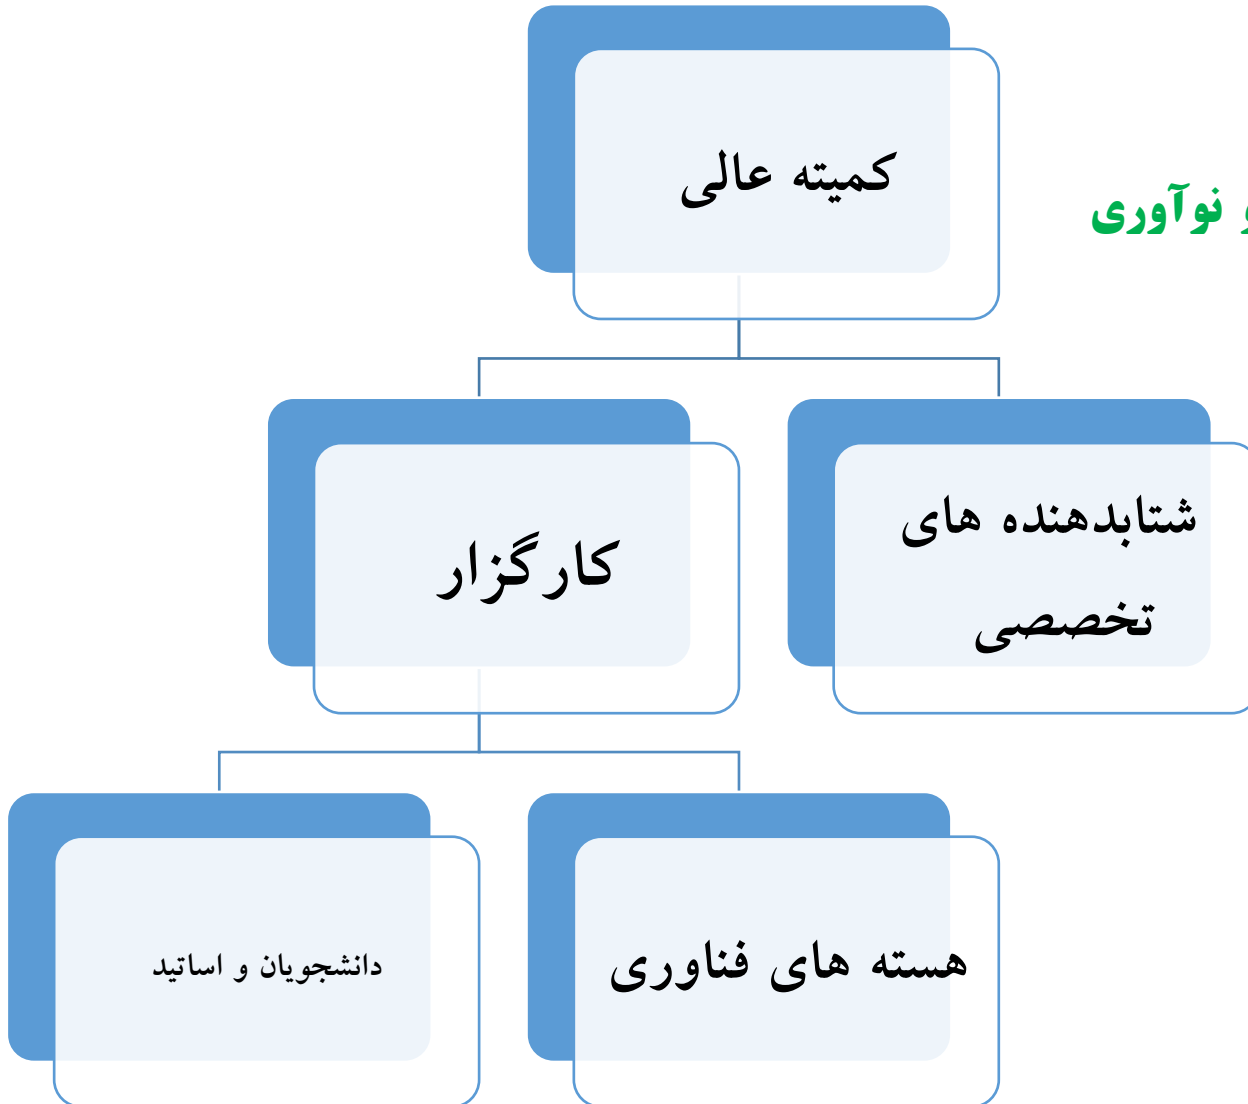 کمیته عالی
و نوآوری
شتابدهنده های
تخصصی
کارگزار
هسته های فناوری
دانشجویان و اساتید